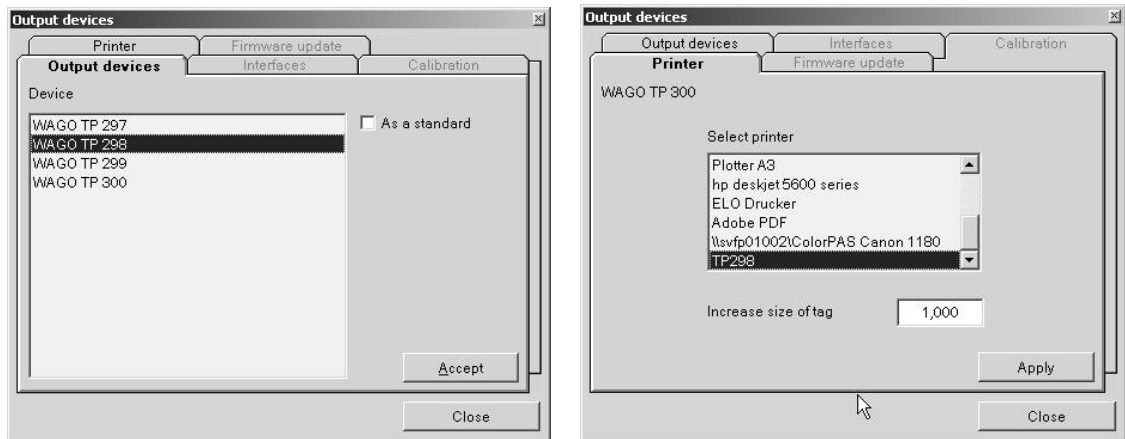 Output devices
Printer
Firmware update
Output devices
Interfaces
Calibration
Device
WAGO TP 297
WAGO TP 298
WAGO TP 299
WAGO TP 300
As a standard
Accept
Close
Output devices
Output devices
Interfaces
Calibration
Printer
Firmware update
WAGO TP 300
Select printer
Plotter A3
hp deskjet 5600 series
ELO Drucker
Adobe PDF
\\svfp01002\ColorPAS Canon 1180
TP298
Increase size of tag
1,000
Apply
Close